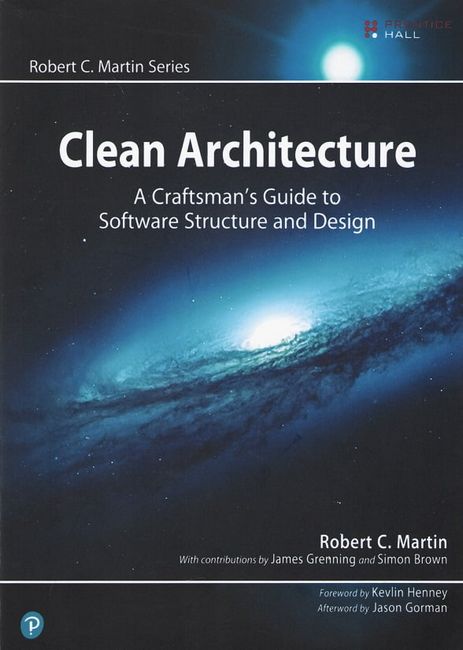 PRENTICE
HALL
Robert C. Martin Series
Clean Architecture
A Craftsman's Guide to
Software Structure and Design
Robert C. Martin
With contributions by James Grenning and Simon Brown
Foreword by Kevlin Henney
Afterword by Jason Gorman
P